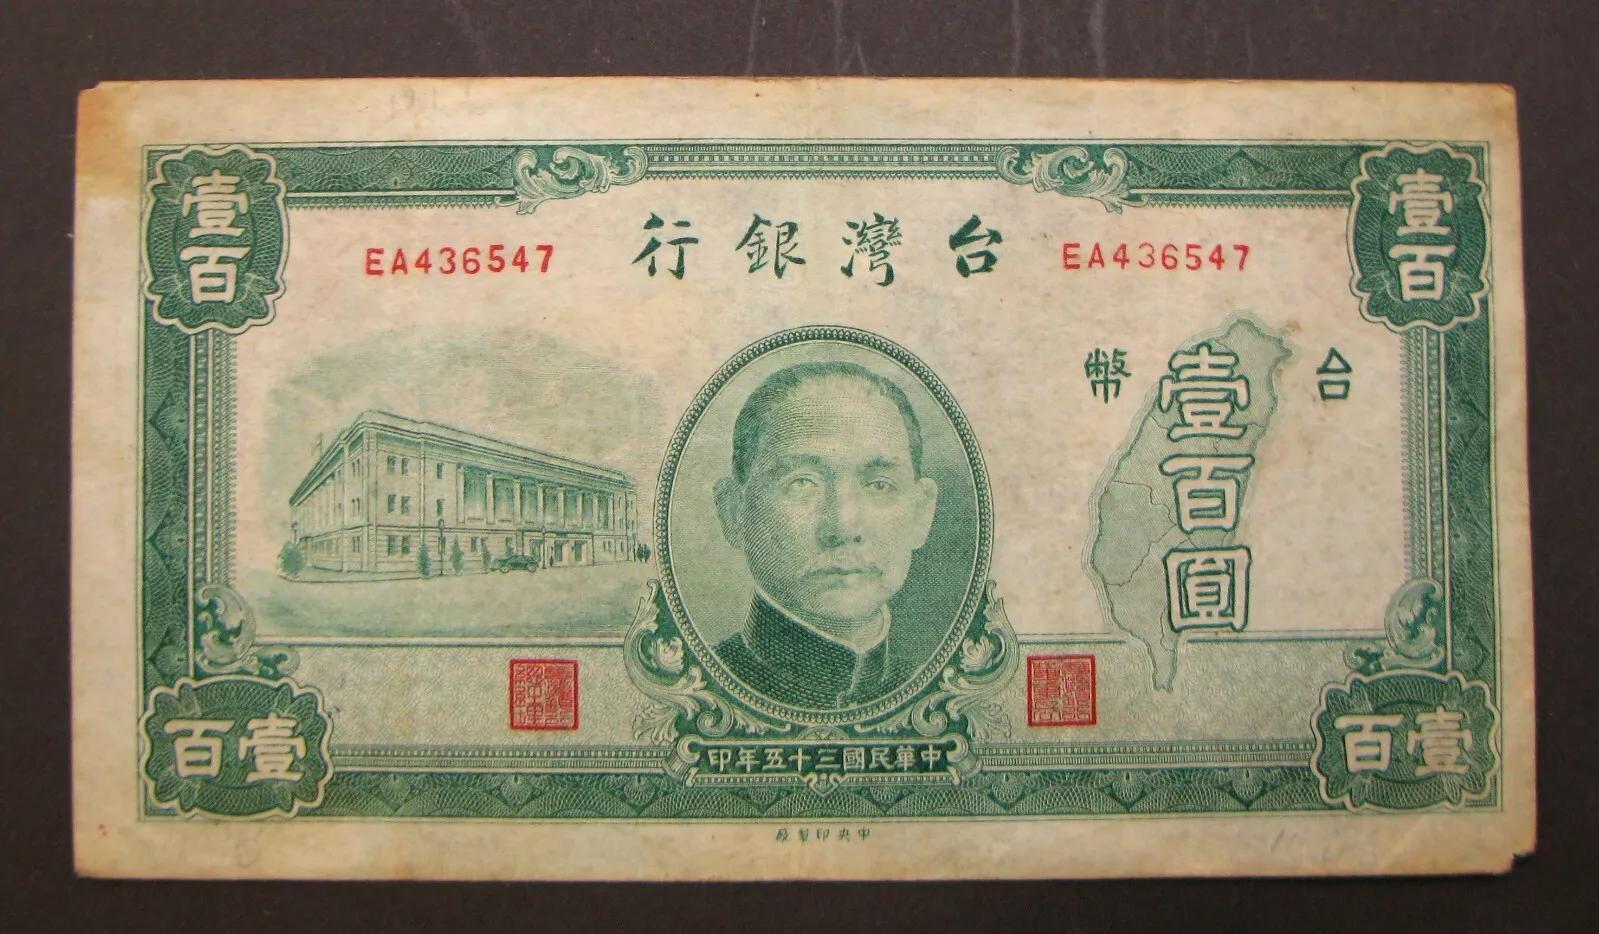 壹百
壹百
EA436547
台灣銀行
EA436547
台幣
壹百圓
壹百
壹百
中華民國三十五年印
中央印製廠